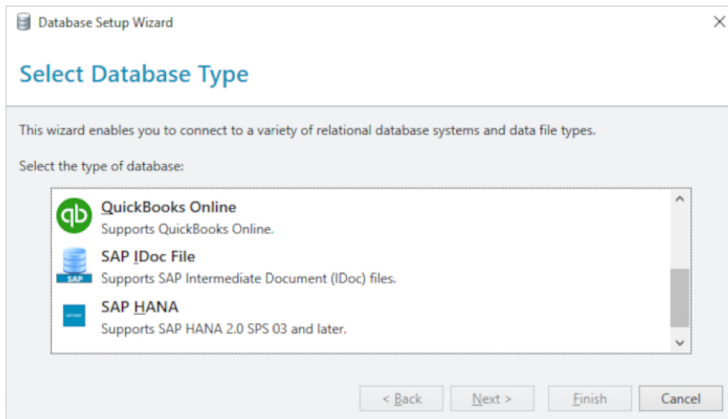 Database Setup Wizard
Select Database Type
This wizard enables you to connect to a variety of relational database systems and data file types.
Select the type of database:
qb
QuickBooks Online
Supports QuickBooks Online.
SAP IDoc File
SAP
Supports SAP Intermediate Document (IDoc) files.
SAP HANA
Supports SAP HANA 2.0 SPS 03 and later.
< Back
Next >
Finish
Cancel